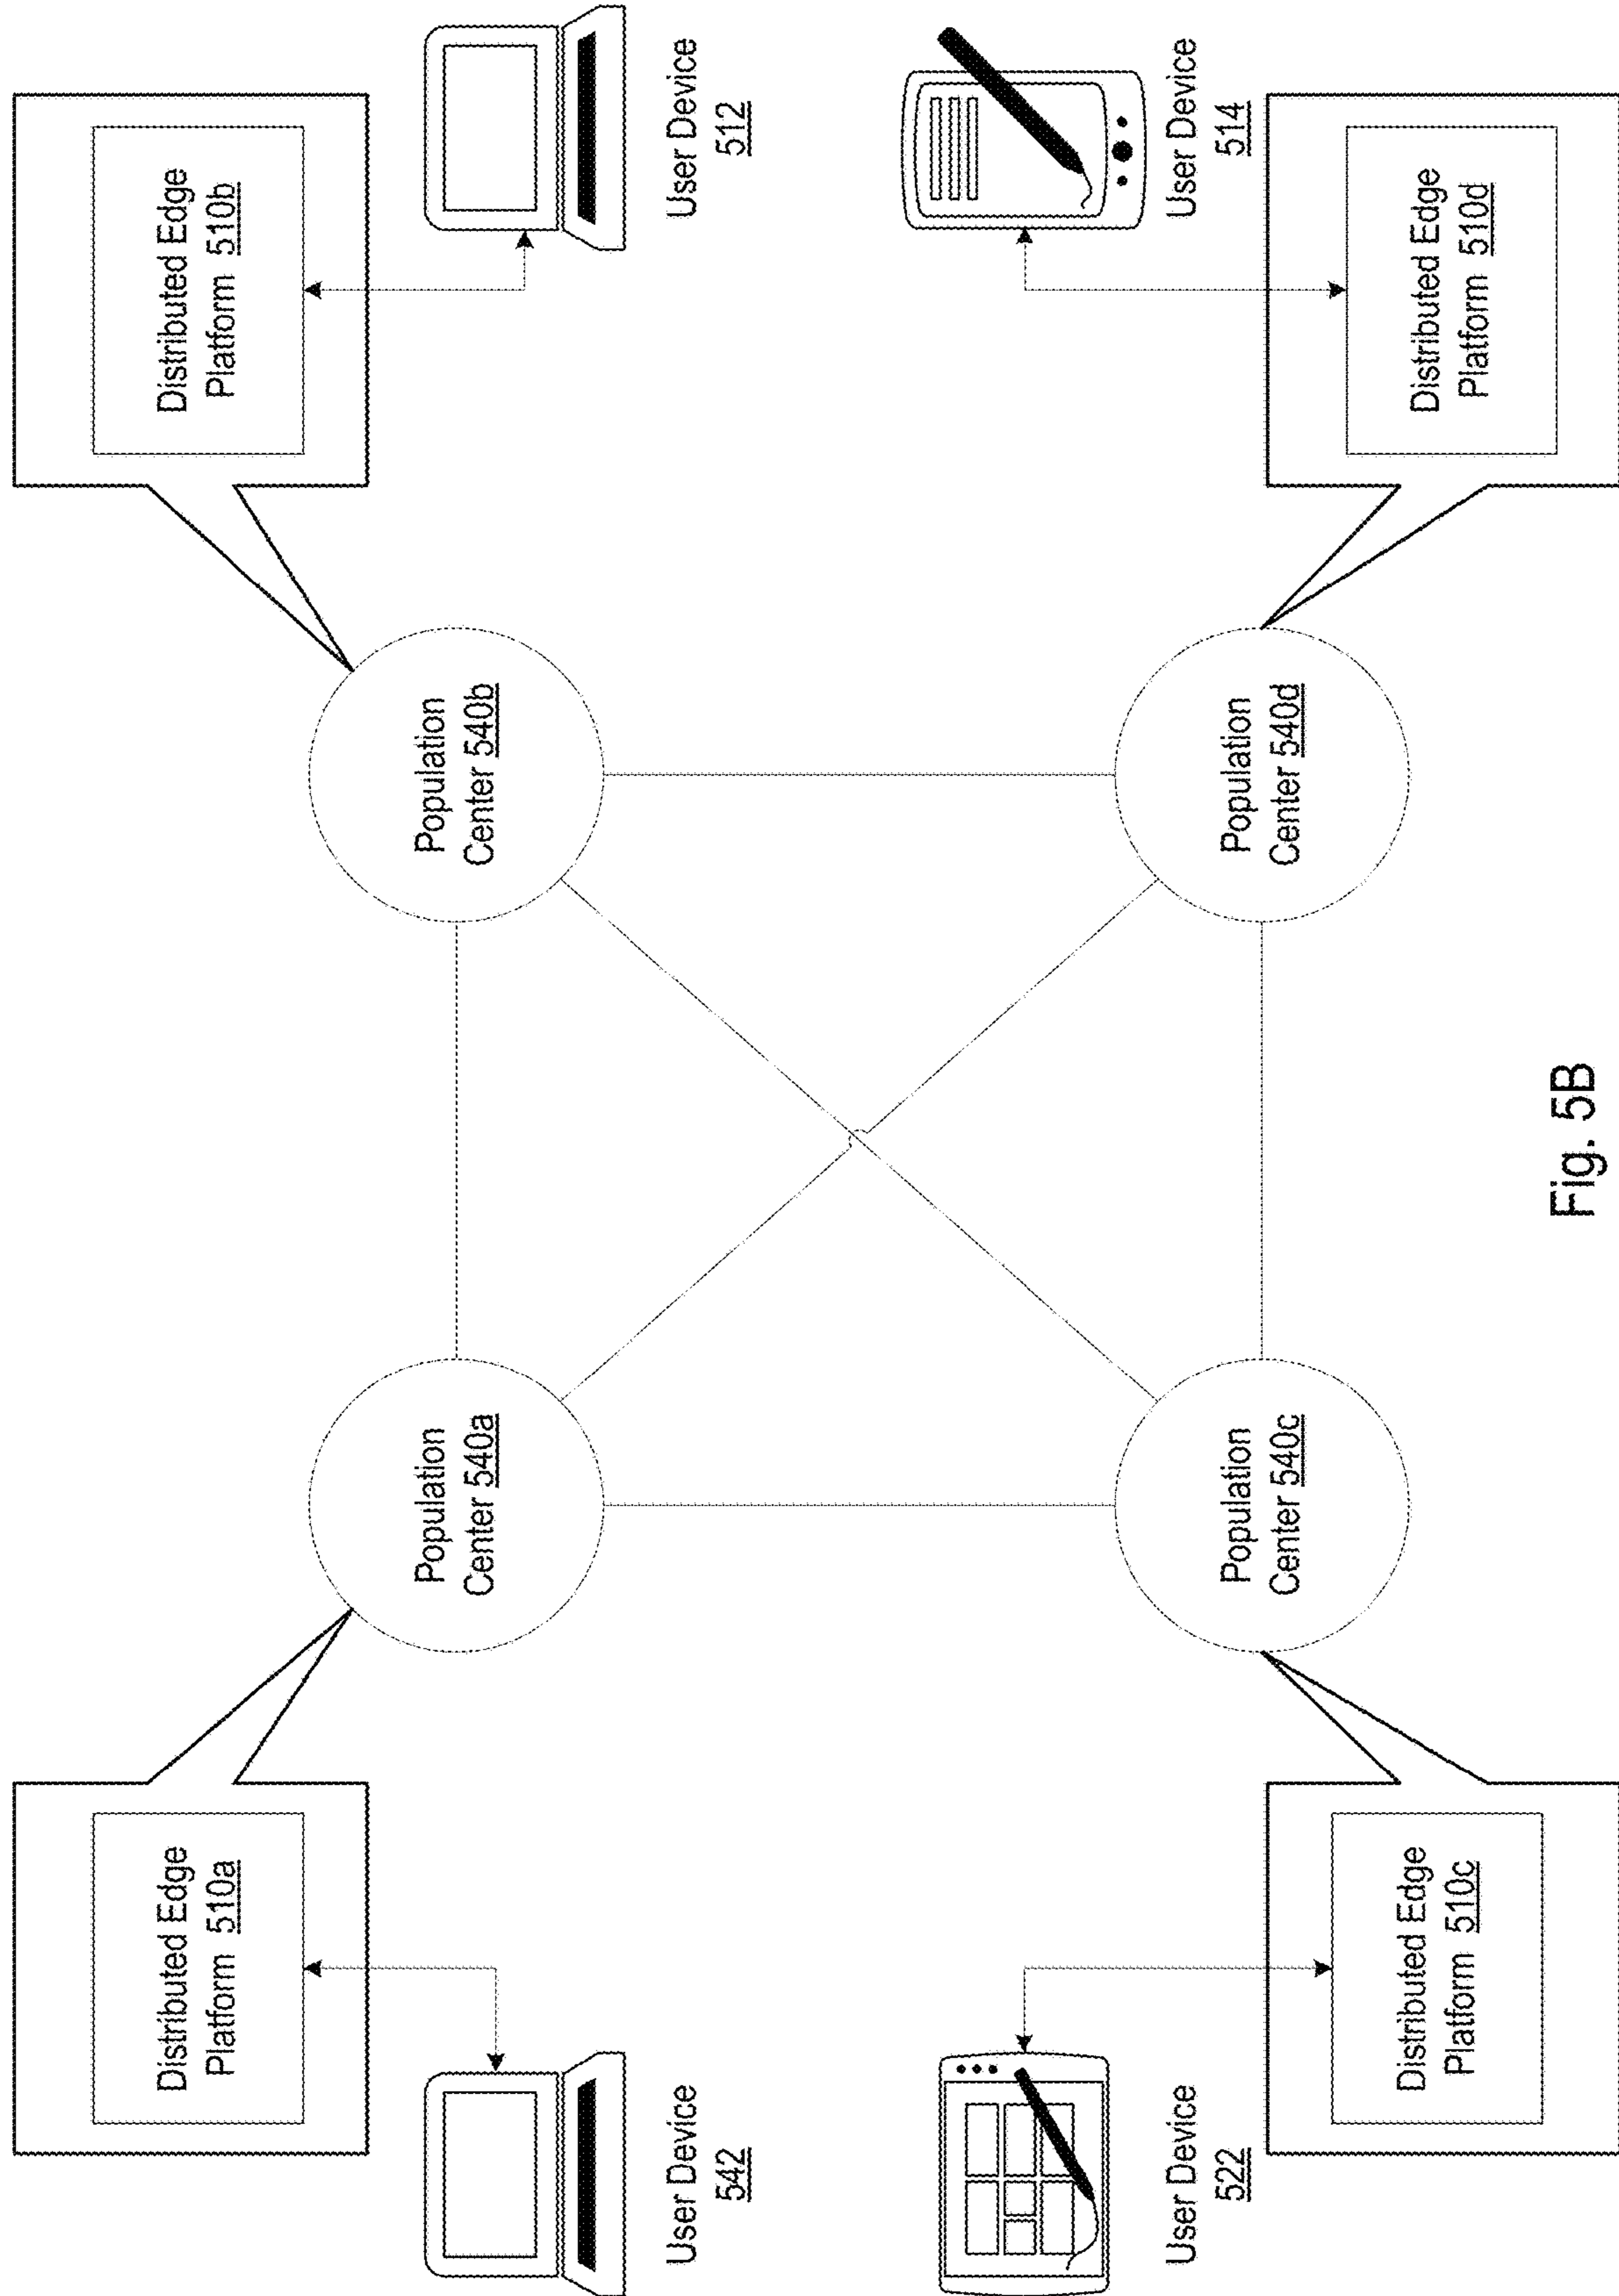 Distributed Edge
Platform 510a
Distributed Edge
Platform 510b
User Device
542
Population
Center 540a
Population
Center 540b
User Device
512
User Device
522
Population
Center 540c
Population
Center 540d
User Device
514
Distributed Edge
Platform 510c
Distributed Edge
Platform 510d
Fig. 5B